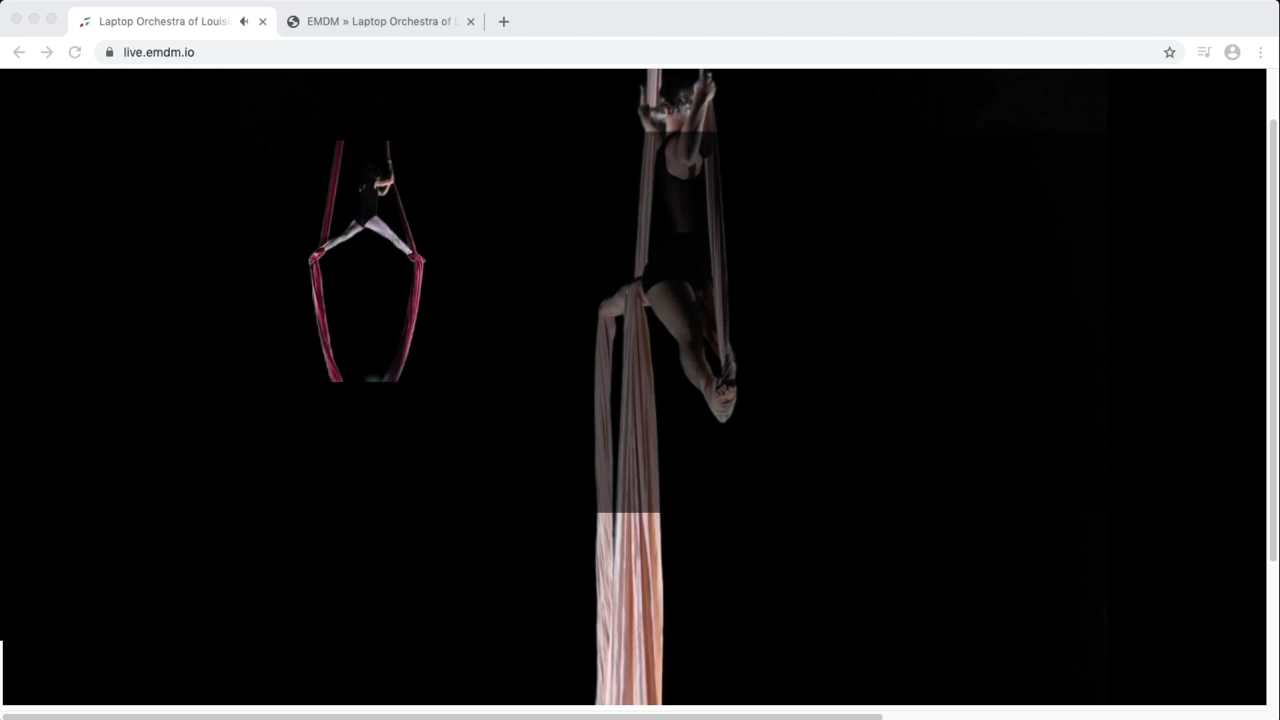 Laptop Orchestra of Louisi
EMDM » Laptop Orchestra of L
live.emdm.io